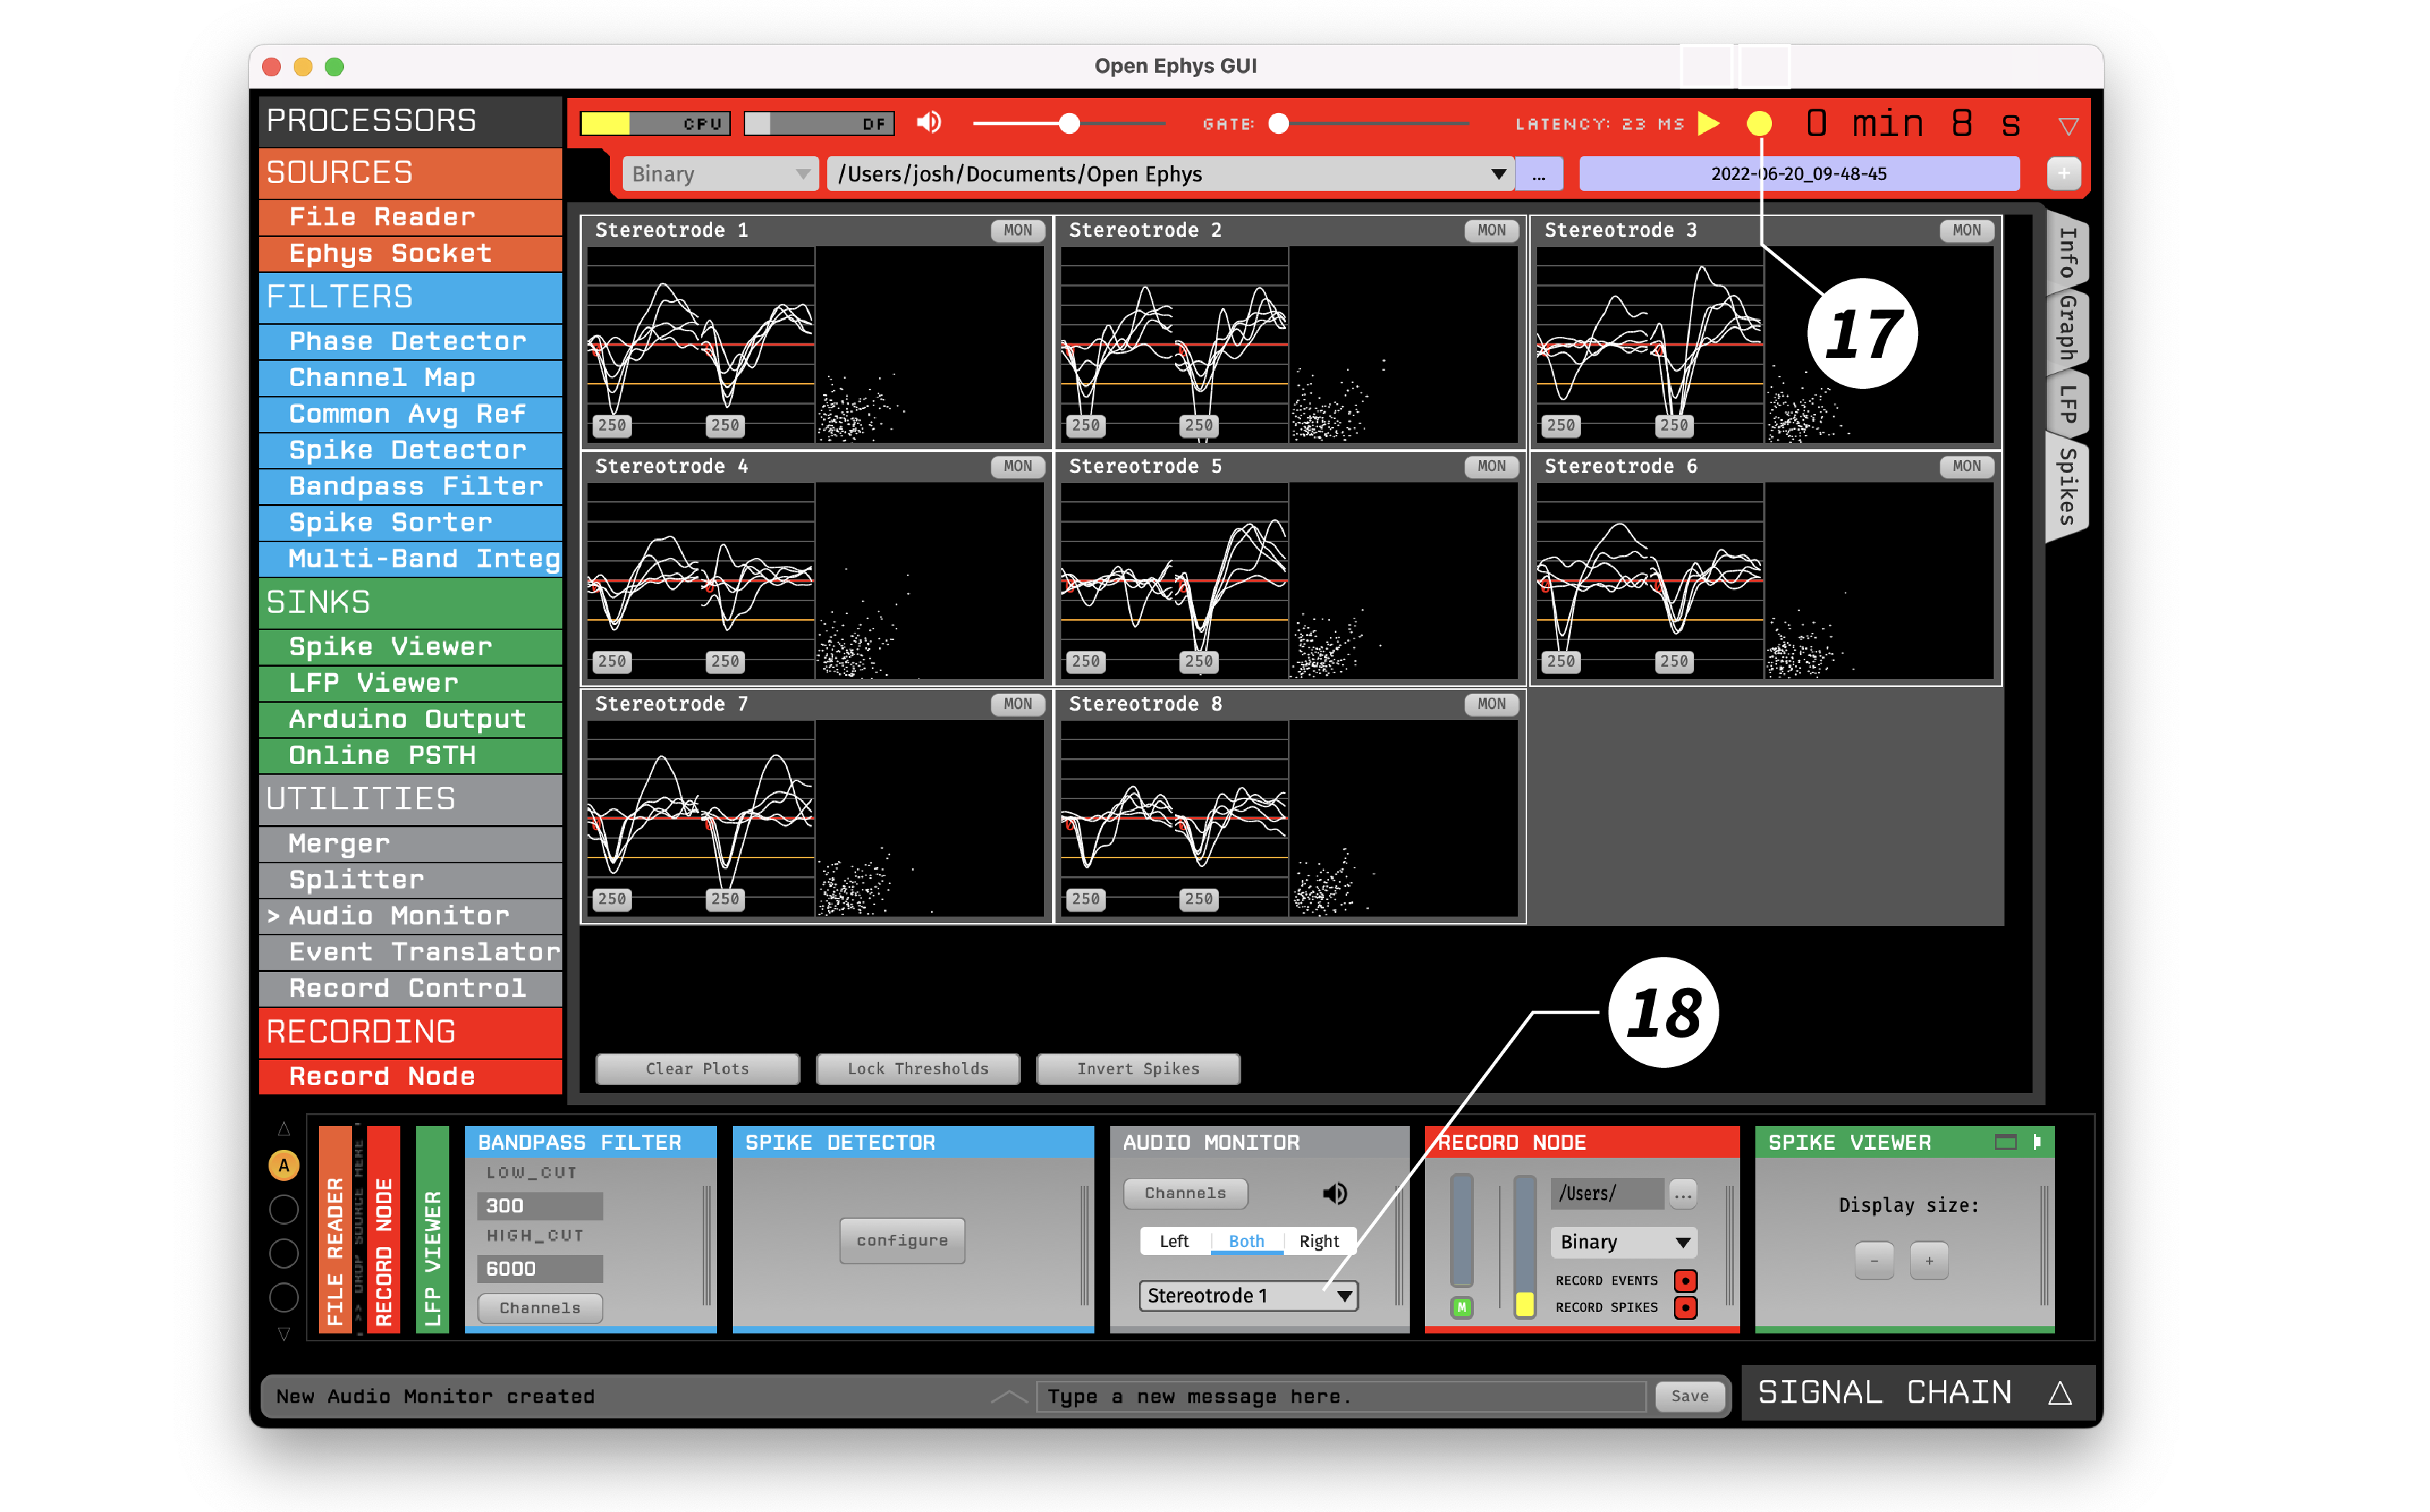 Open Ephys GUI
PROCESSORS
SOURCES
File Reader
Ephys Socket
FILTERS
Phase Detector
Channel Map
Common Avg Ref
Spike Detector
Bandpass Filter
Spike Sorter
Multi-Band Integ
SINKS
Spike Viewer
LFP Viewer
Arduino Output
Online PSTH
UTILITIES
Merger
Splitter
> Audio Monitor
Event Translator
Record Control
RECORDING
Record Node
CPU
DF
GATE:
LATENCY: 23 MS
0 min 8 s
Binary
/Users/josh/Documents/Open Ephys
...
2022-06-20_09-48-45
+
Stereotrode 1
MON
250
250
Stereotrode 2
MON
250
250
Stereotrode 3
MON
250
250
17
Stereotrode 4
MON
250
250
Stereotrode 5
MON
250
250
Stereotrode 6
MON
250
250
Stereotrode 7
MON
250
250
Stereotrode 8
MON
250
250
Info
Graph
LFP
Spikes
18
Clear Plots
Lock Thresholds
Invert Spikes
A
FILE READER
RECORD NODE
LFP VIEWER
BANDPASS FILTER
LOW_CUT
300
HIGH_CUT
6000
Channels
SPIKE DETECTOR
configure
AUDIO MONITOR
Channels
Left Both Right
Stereotrode 1
RECORD NODE
M
/Users/
...
Binary
RECORD EVENTS
RECORD SPIKES
SPIKE VIEWER
Display size:
- +
New Audio Monitor created
Type a new message here.
Save
SIGNAL CHAIN